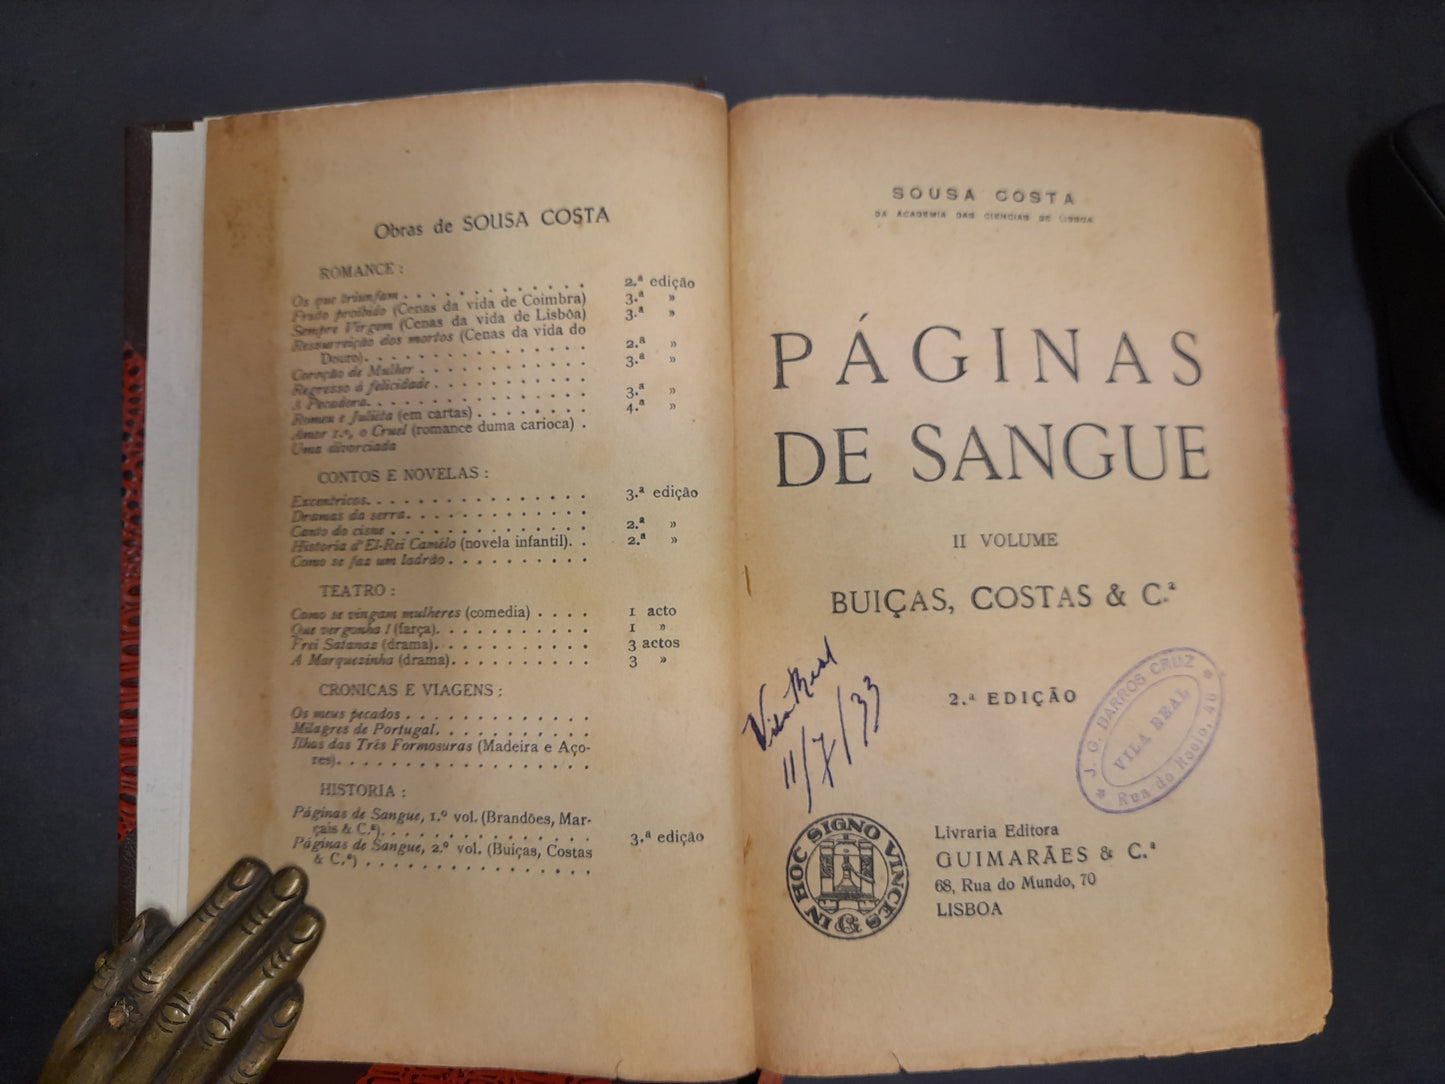 Obras de SOUSA COSTA
ROMANCE :
Os que triunfam . . . . . . . . . . . . 2.ª edição
Fruto proibido (Cenas da vida de Coimbra) 3.ª »
Sempre Virgem (Cenas da vida de Lisbôa) 3.ª »
Ressurreição dos mortos (Cenas da vida do
Douro). . . . . . . . . . . . . . 2.ª »
Coração de Mulher . . . . . . . . . . . 3.ª »
Regresso á felicidade . . . . . . . . . .
A Pecadora. . . . . . . . . . . . . . 3.ª »
Romeu e Julieta (em cartas) . . . . . . . . 4.ª »
Amor 1.º, o Cruel (romance duma carioca) .
Uma divorciada
CONTOS E NOVELAS :
Excentricos. . . . . . . . . . . . . . 3.ª edição
Dramas da serra. . . . . . . . . . . .
Canto do cisne . . . . . . . . . . . . 2.ª »
Historia d'El-Rei Camêlo (novela infantil). . 2.ª »
Como se faz um ladrão . . . . . . . . . .
TEATRO :
Como se vingam mulheres (comedia) . . . . 1 acto
Que vergonha ! (farça). . . . . . . . . . 1 »
Frei Satanaz (drama). . . . . . . . . . 3 actos
A Marquezinha (drama). . . . . . . . . 3 »
CRONICAS E VIAGENS :
Os meus pecados . . . . . . . . . . . .
Milagres de Portugal. . . . . . . . . . .
Ilhas das Três Formosuras (Madeira e Aço-
res). . . . . . . . . . . . . . . .
HISTORIA :
Páginas de Sangue, 1.º vol. (Brandões, Mar-
çais & C.ª). . . . . . . . . . . . . 3.ª edição
Páginas de Sangue, 2.º vol. (Buiças, Costas
& C.ª) . . . . . . . . . . . . . .
SOUSA COSTA
DA ACADEMIA DAS CIENCIAS DE LISBOA
PÁGINAS
DE SANGUE
II VOLUME
BUIÇAS, COSTAS & C.ª
2.ª EDIÇÃO
Vila Real
11/7/33
J. G. BARROS CRUZ
VILA REAL
Rua do Rocio, 40
IN HOC SIGNO VINCES
Livraria Editora
GUIMARÃES & C.ª
68, Rua do Mundo, 70
LISBOA